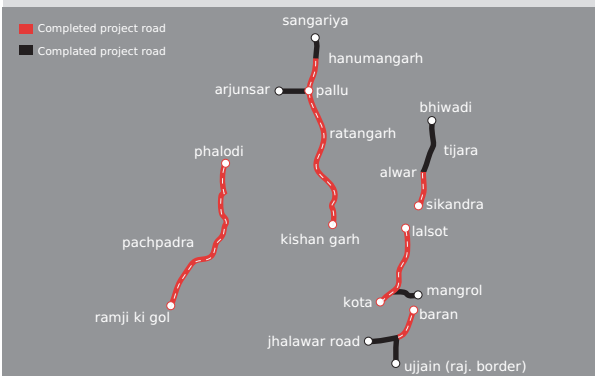 Completed project road
Complated project road
sangariya
hanumangarh
arjunsar
pallu
bhiwadi
ratangarh
tijara
phalodi
alwar
sikandra
lalsot
kishan garh
pachpadra
mangrol
kota
baran
ramji ki gol
jhalawar road
ujjain (raj. border)